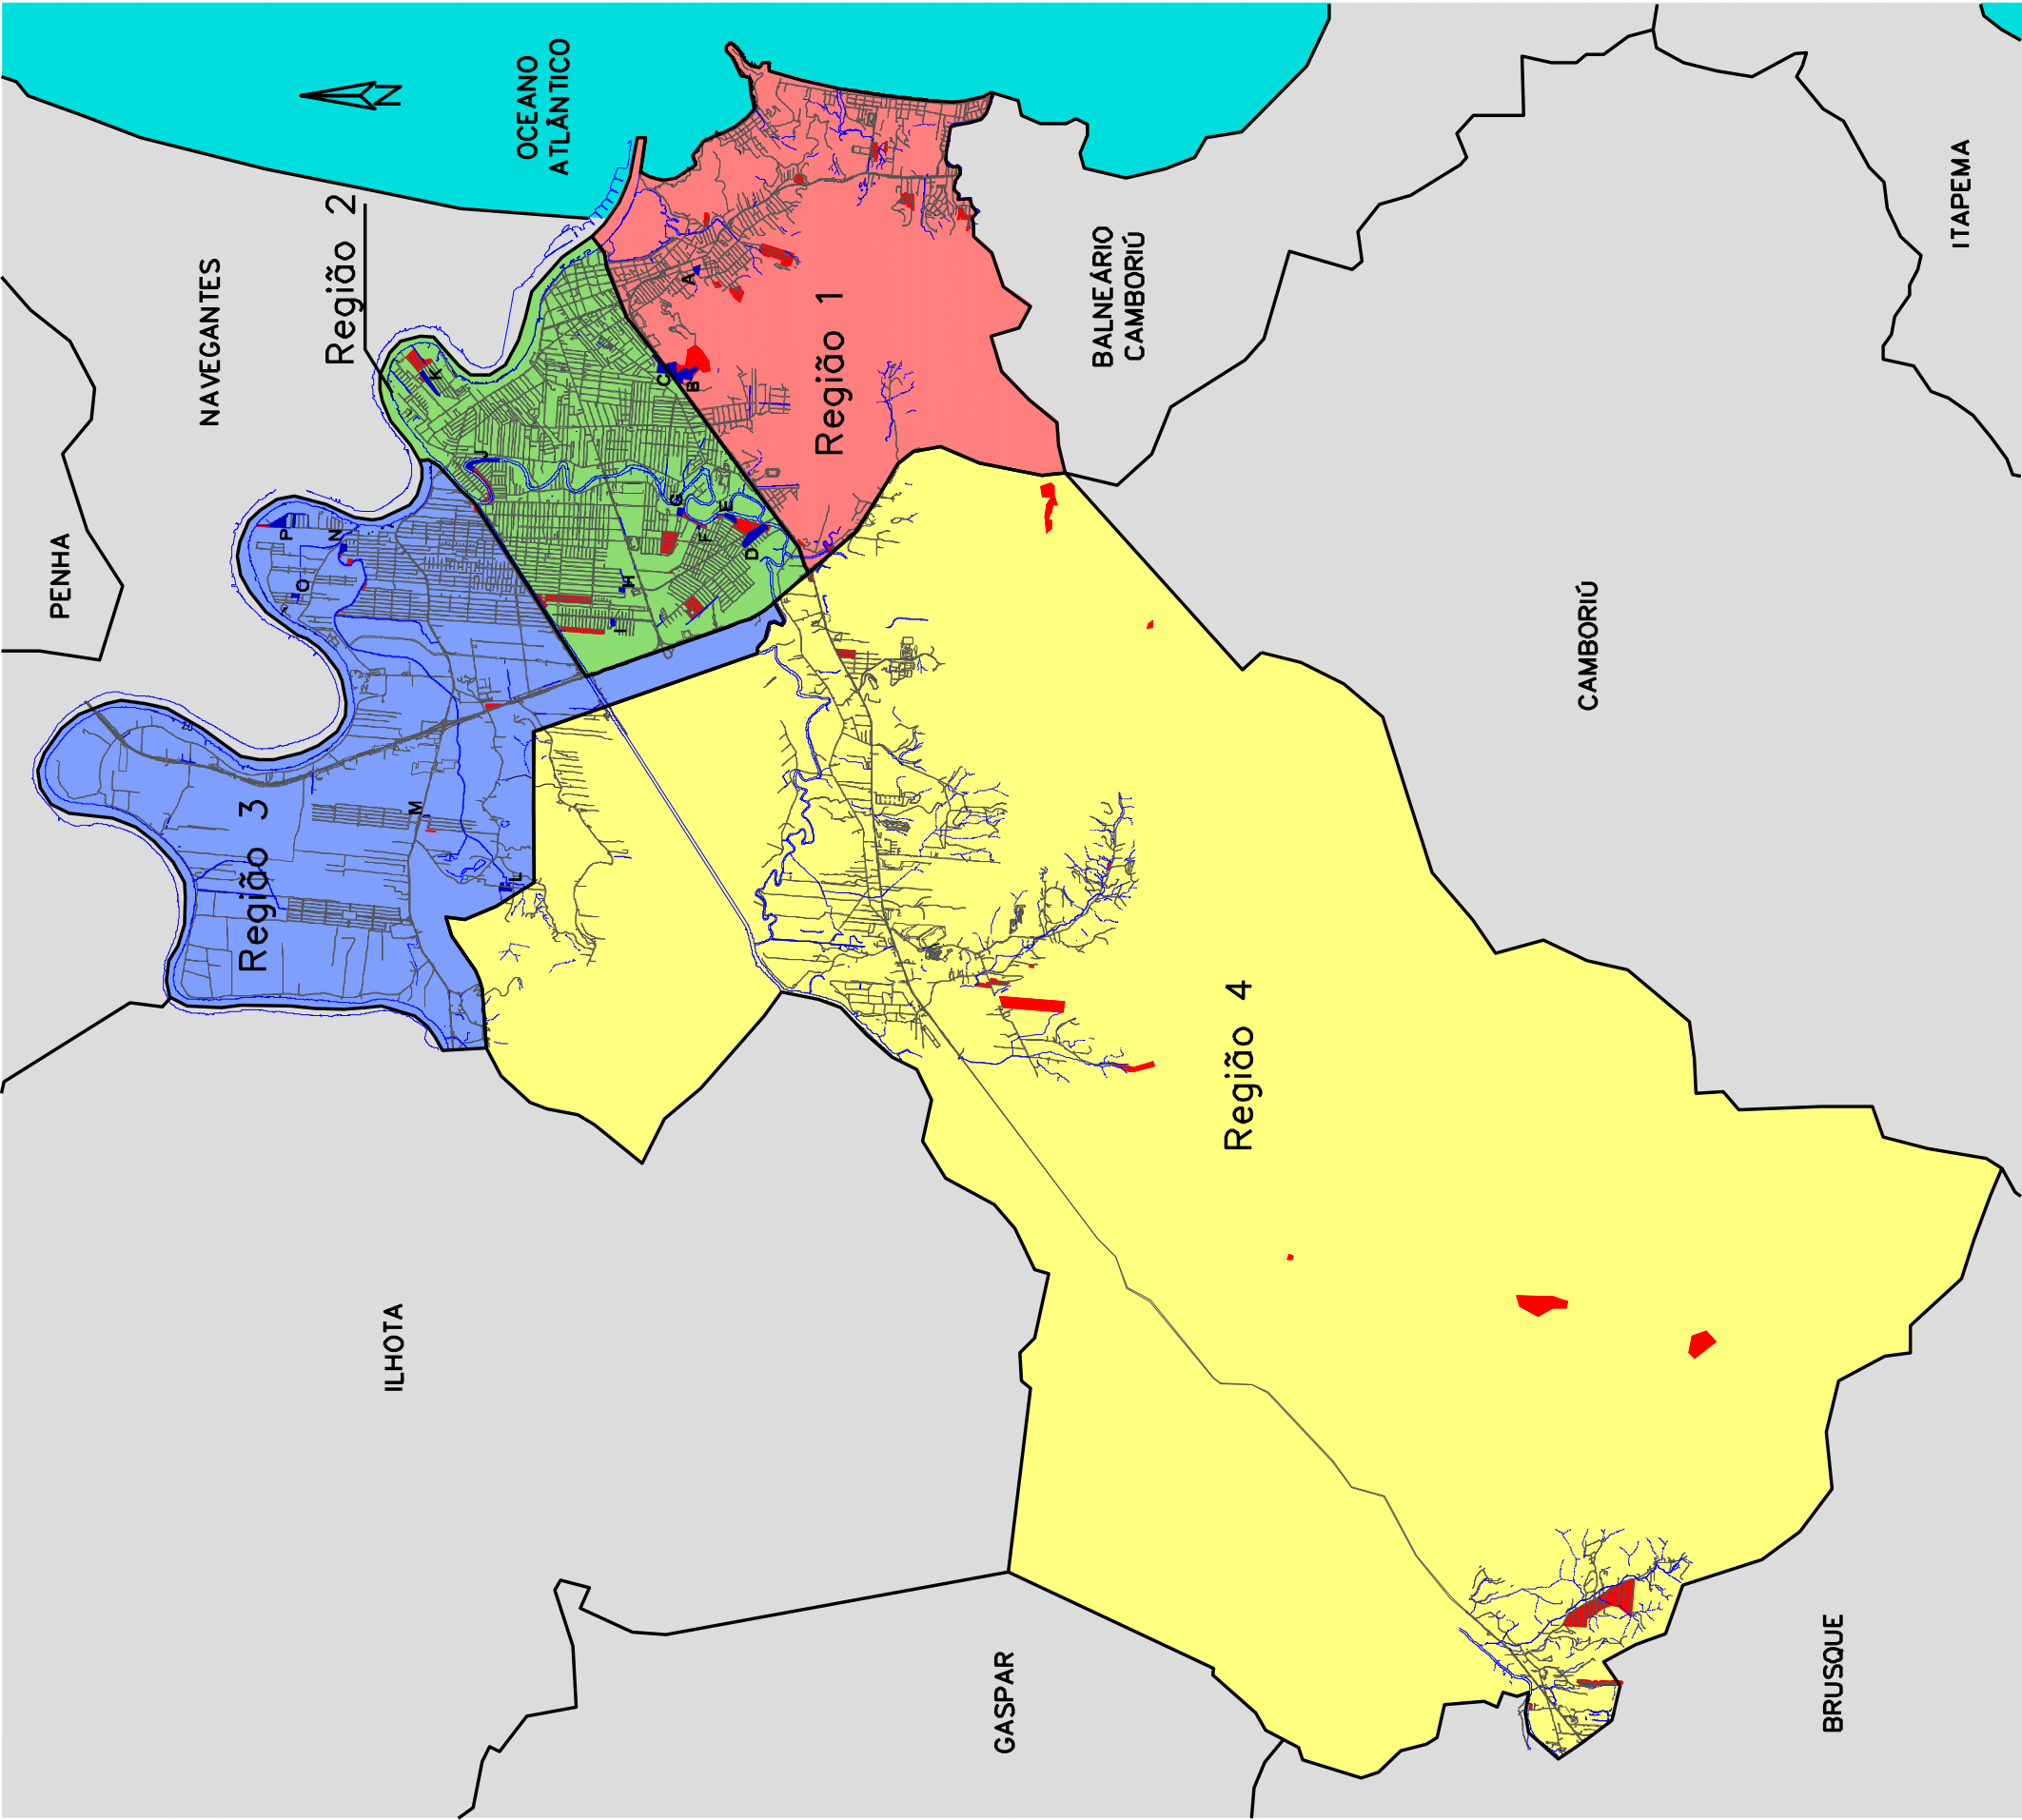 PENHA
NAVEGANTES
Região 2
OCEANO
ATLÂNTICO
N
Região 1
BALNEÁRIO
CAMBORIÚ
ITAPEMA
CAMBORIÚ
Região 3
Região 4
ILHOTA
GASPAR
BRUSQUE
A
B
C
D
E
F
G
H
I
J
K
L
M
N
O
P